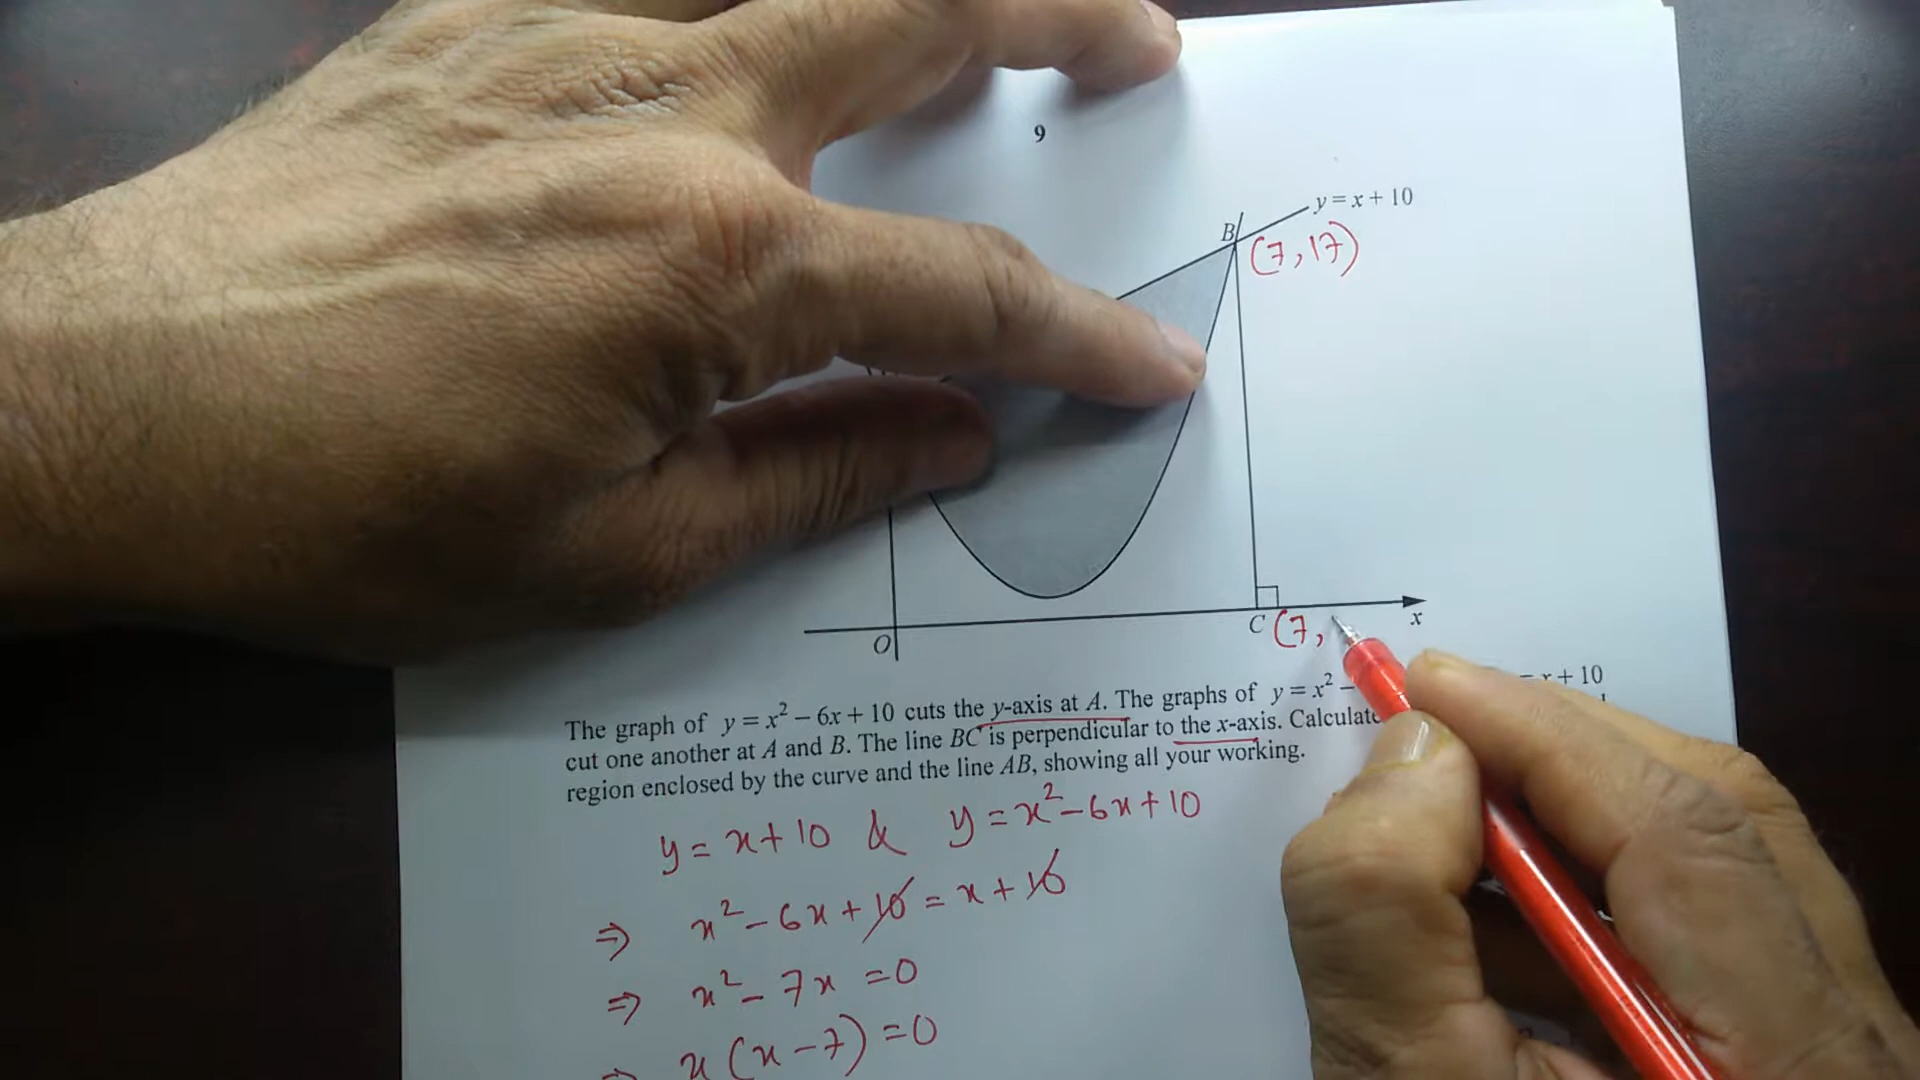 9
y = x + 10
B
(7, 17)
O
C (7,
x
The graph of y = x² − 6x + 10 cuts the y-axis at A. The graphs of y = x² − x + 10
cut one another at A and B. The line BC is perpendicular to the x-axis. Calculate
region enclosed by the curve and the line AB, showing all your working.
y = x + 10 & y = x² − 6x + 10
⇒ x² − 6x + 10 = x + 10
⇒ x² − 7x = 0
⇒ x (x − 7) = 0